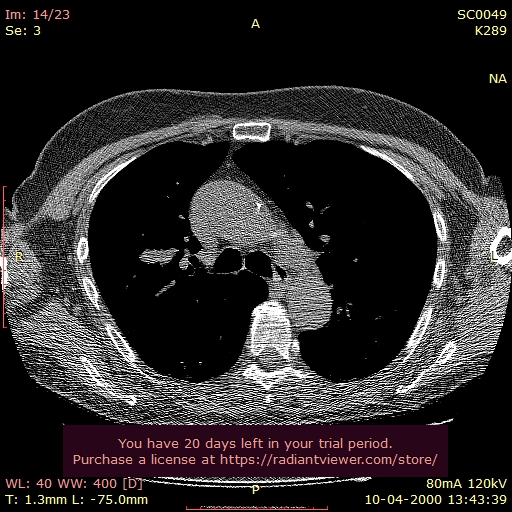 Im: 14/23
Se: 3
A
SC0049
K289
NA
R
L
You have 20 days left in your trial period.
Purchase a license at https://radiantviewer.com/store/
WL: 40 WW: 400 [D]
T: 1.3mm L: -75.0mm
P
80mA 120kV
10-04-2000 13:43:39